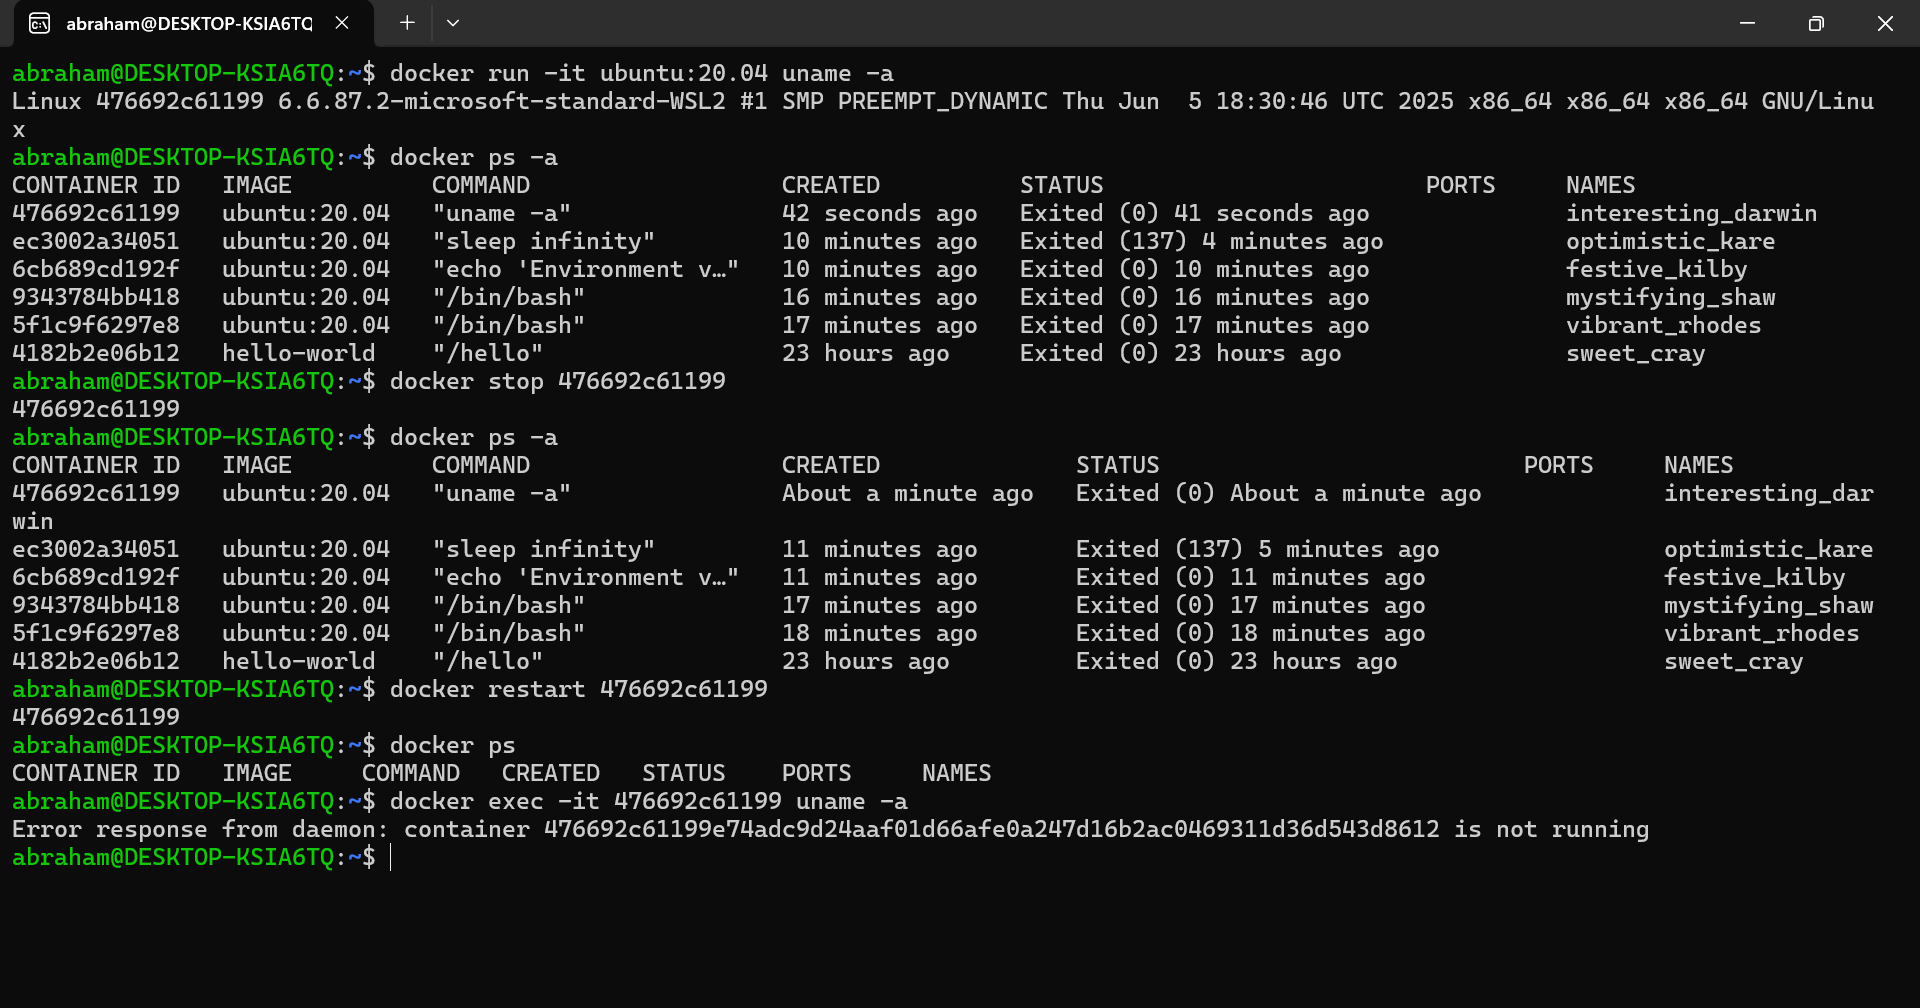 abraham@DESKTOP-KSIA6TQ
abraham@DESKTOP-KSIA6TQ:~$ docker run -it ubuntu:20.04 uname -a
Linux 476692c61199 6.6.87.2-microsoft-standard-WSL2 #1 SMP PREEMPT_DYNAMIC Thu Jun  5 18:30:46 UTC 2025 x86_64 x86_64 x86_64 GNU/Linu
x
abraham@DESKTOP-KSIA6TQ:~$ docker ps -a
CONTAINER ID   IMAGE          COMMAND                  CREATED          STATUS                       PORTS     NAMES
476692c61199   ubuntu:20.04   "uname -a"               42 seconds ago   Exited (0) 41 seconds ago              interesting_darwin
ec3002a34051   ubuntu:20.04   "sleep infinity"         10 minutes ago   Exited (137) 4 minutes ago             optimistic_kare
6cb689cd192f   ubuntu:20.04   "echo 'Environment v…"   10 minutes ago   Exited (0) 10 minutes ago              festive_kilby
9343784bb418   ubuntu:20.04   "/bin/bash"              16 minutes ago   Exited (0) 16 minutes ago              mystifying_shaw
5f1c9f6297e8   ubuntu:20.04   "/bin/bash"              17 minutes ago   Exited (0) 17 minutes ago              vibrant_rhodes
4182b2e06b12   hello-world    "/hello"                 23 hours ago     Exited (0) 23 hours ago                sweet_cray
abraham@DESKTOP-KSIA6TQ:~$ docker stop 476692c61199
476692c61199
abraham@DESKTOP-KSIA6TQ:~$ docker ps -a
CONTAINER ID   IMAGE          COMMAND                  CREATED              STATUS                          PORTS     NAMES
476692c61199   ubuntu:20.04   "uname -a"               About a minute ago   Exited (0) About a minute ago             interesting_dar
win
ec3002a34051   ubuntu:20.04   "sleep infinity"         11 minutes ago       Exited (137) 5 minutes ago                optimistic_kare
6cb689cd192f   ubuntu:20.04   "echo 'Environment v…"   11 minutes ago       Exited (0) 11 minutes ago                 festive_kilby
9343784bb418   ubuntu:20.04   "/bin/bash"              17 minutes ago       Exited (0) 17 minutes ago                 mystifying_shaw
5f1c9f6297e8   ubuntu:20.04   "/bin/bash"              18 minutes ago       Exited (0) 18 minutes ago                 vibrant_rhodes
4182b2e06b12   hello-world    "/hello"                 23 hours ago         Exited (0) 23 hours ago                   sweet_cray
abraham@DESKTOP-KSIA6TQ:~$ docker restart 476692c61199
476692c61199
abraham@DESKTOP-KSIA6TQ:~$ docker ps
CONTAINER ID   IMAGE     COMMAND   CREATED   STATUS    PORTS     NAMES
abraham@DESKTOP-KSIA6TQ:~$ docker exec -it 476692c61199 uname -a
Error response from daemon: container 476692c61199e74adc9d24aaf01d66afe0a247d16b2ac0469311d36d543d8612 is not running
abraham@DESKTOP-KSIA6TQ:~$